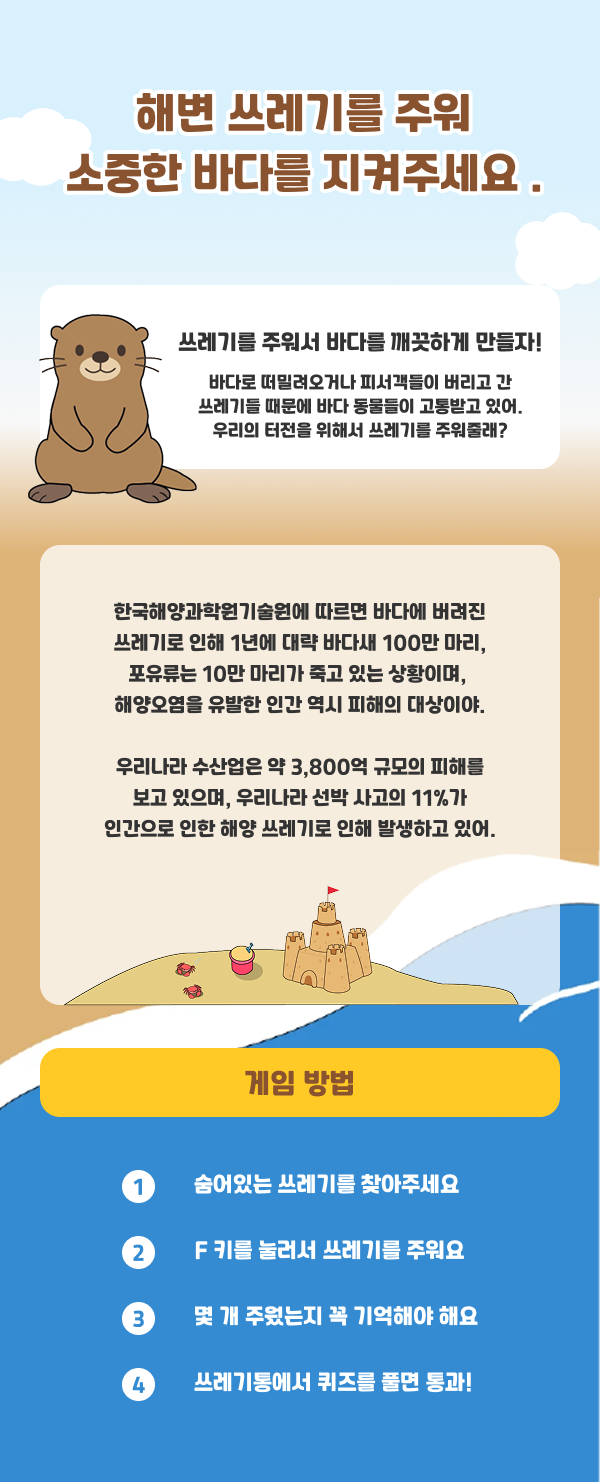 해변 쓰레기를 주워
소중한 바다를 지켜주세요 .
쓰레기를 주워서 바다를 깨끗하게 만들자!
바다로 떠밀려오거나 피서객들이 버리고 간
쓰레기들 때문에 바다 동물들이 고통받고 있어.
우리의 터전을 위해서 쓰레기를 주워줄래?
한국해양과학원기술원에 따르면 바다에 버려진
쓰레기로 인해 1년에 대략 바다새 100만 마리,
포유류는 10만 마리가 죽고 있는 상황이며,
해양오염을 유발한 인간 역시 피해의 대상이야.
우리나라 수산업은 약 3,800억 규모의 피해를
보고 있으며, 우리나라 선박 사고의 11%가
인간으로 인한 해양 쓰레기로 인해 발생하고 있어.
게임 방법
1 숨어있는 쓰레기를 찾아주세요
2 F 키를 눌러서 쓰레기를 주워요
3 몇 개 주웠는지 꼭 기억해야 해요
4 쓰레기통에서 퀴즈를 풀면 통과!